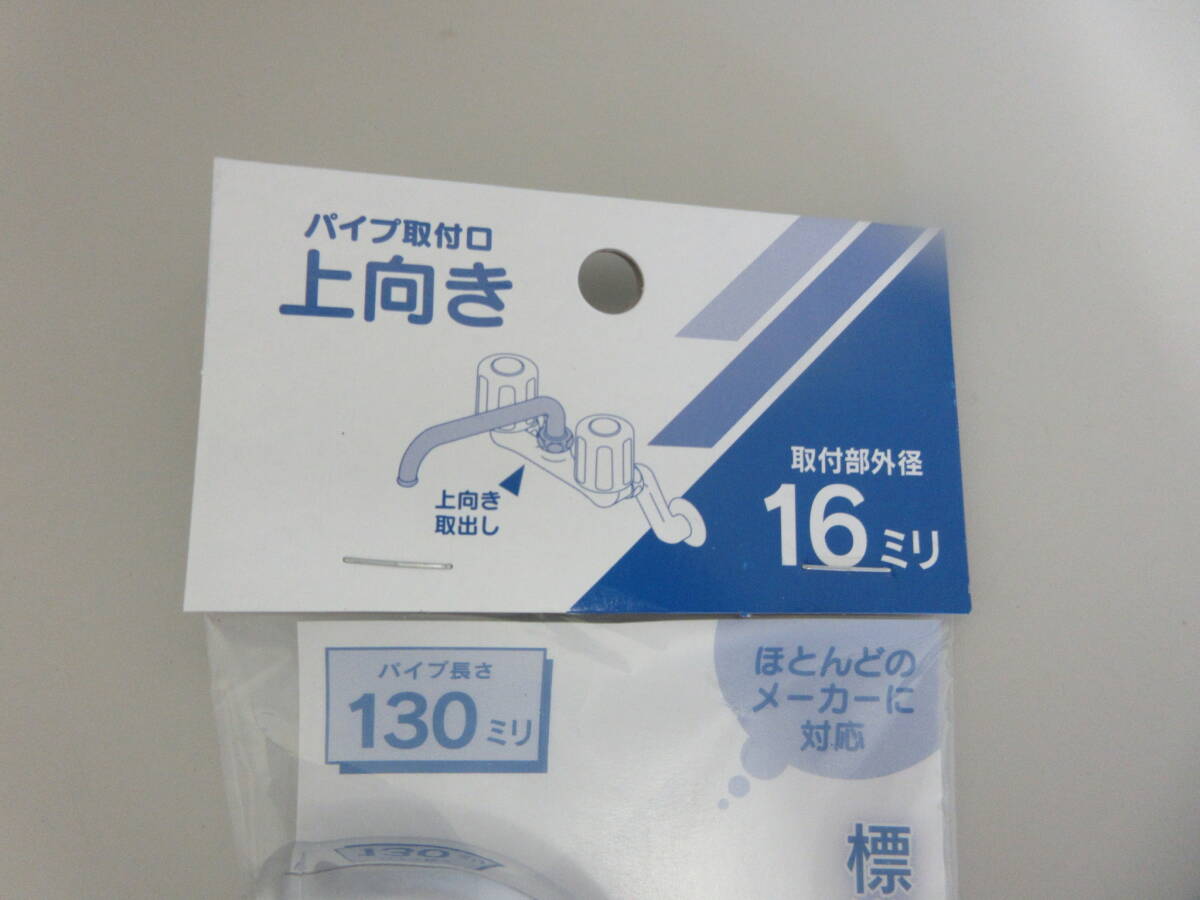 パイプ取付口
上向き
上向き
取出し
取付部外径
16ミリ
パイプ長さ
130ミリ
ほとんどの
メーカーに
対応
標
130